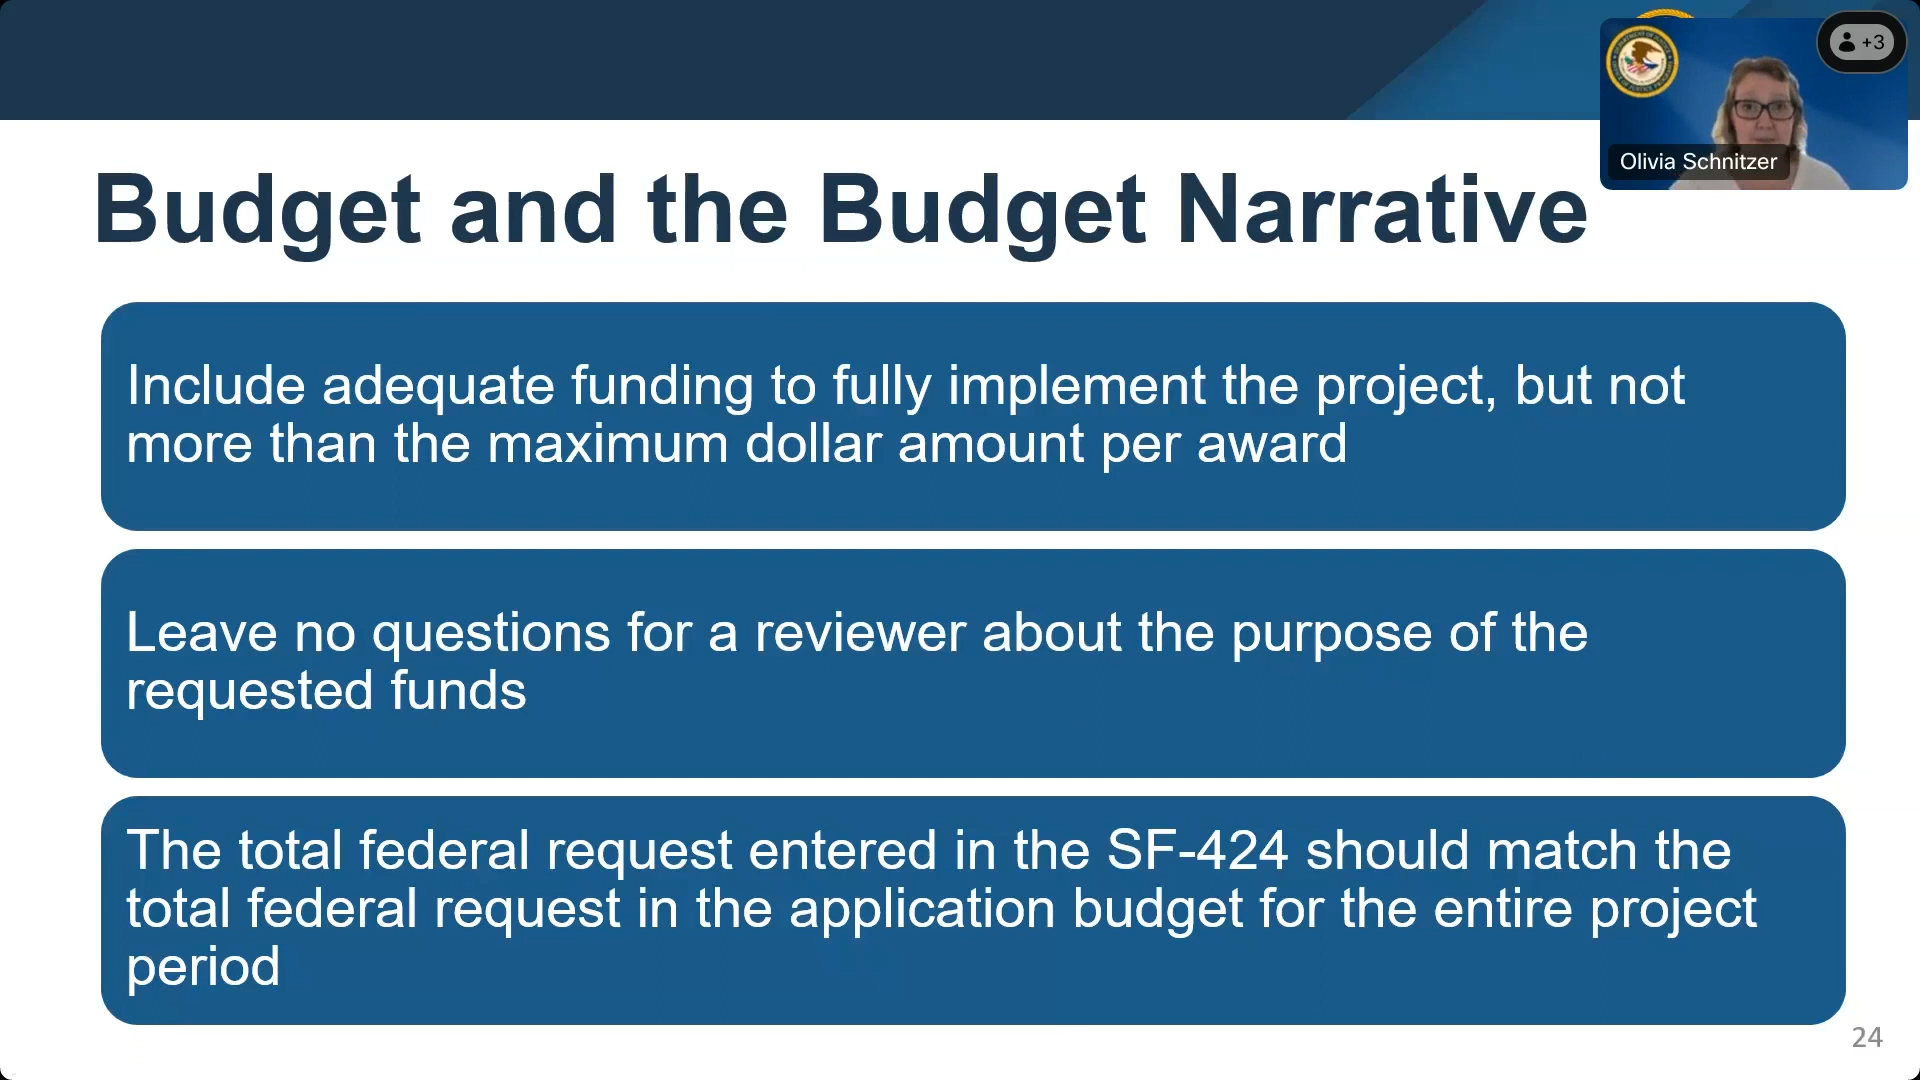 +3
Olivia Schnitzer
Budget and the Budget Narrative
Include adequate funding to fully implement the project, but not
more than the maximum dollar amount per award
Leave no questions for a reviewer about the purpose of the
requested funds
The total federal request entered in the SF-424 should match the
total federal request in the application budget for the entire project
period
24